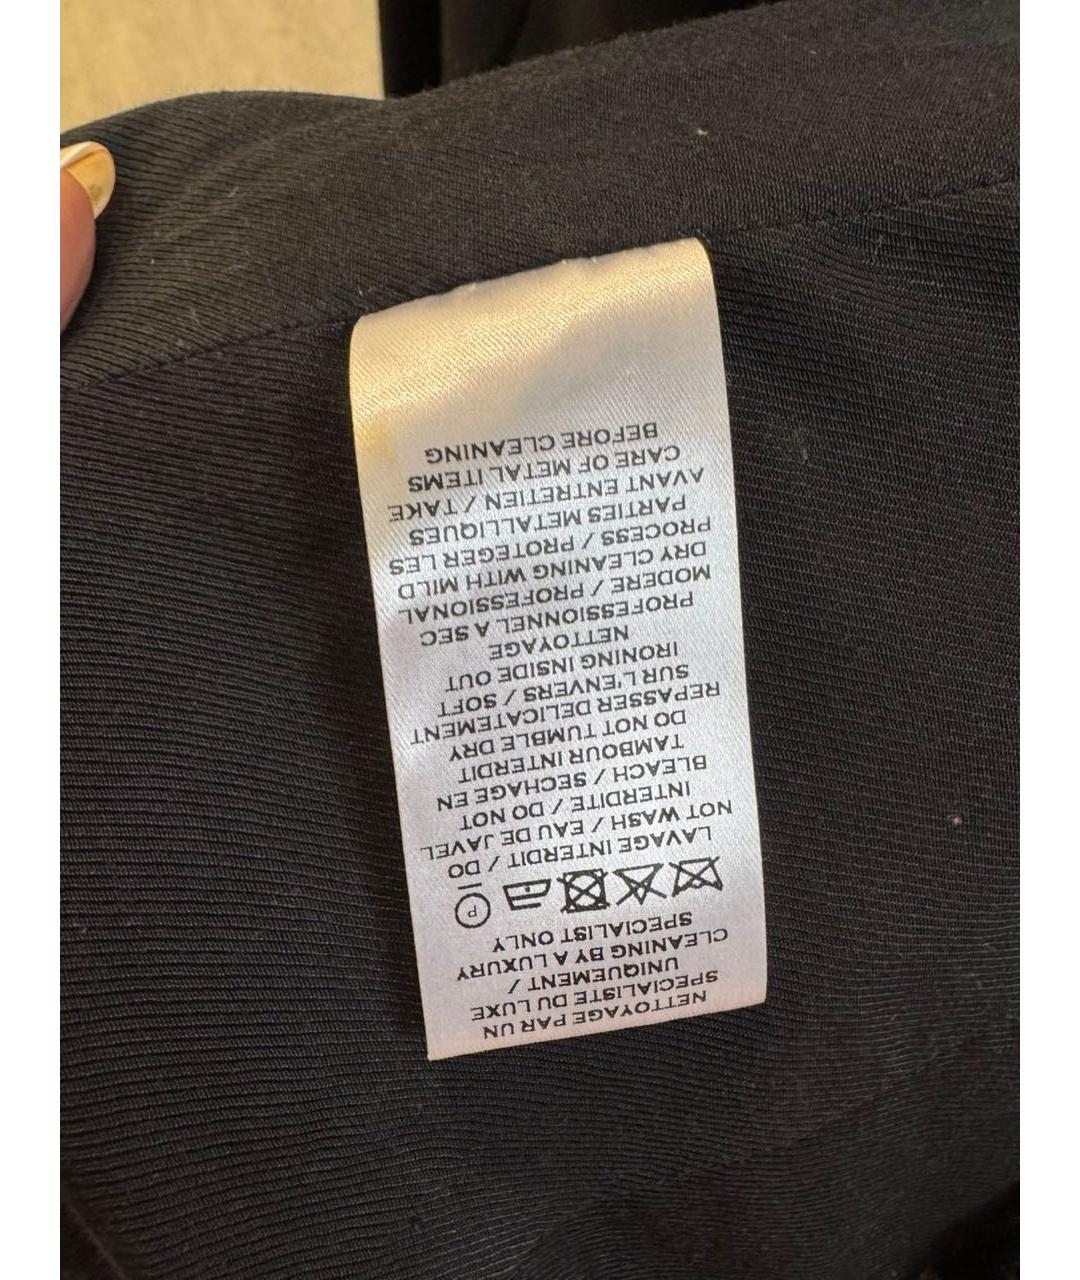 NETTOYAGE PAR UN
SPECIALISTE DU LUXE
UNIQUEMENT /
CLEANING BY A LUXURY
SPECIALIST ONLY
P
LAVAGE INTERDIT / DO
NOT WASH / EAU DE JAVEL
INTERDITE / DO NOT
BLEACH / SECHAGE EN
TAMBOUR INTERDIT
DO NOT TUMBLE DRY
REPASSER DELICATEMENT
SUR L'ENVERS / SOFT
IRONING INSIDE OUT
NETTOYAGE
PROFESSIONNEL A SEC
MODERE / PROFESSIONAL
DRY CLEANING WITH MILD
PROCESS / PROTEGER LES
PARTIES METALLIQUES
AVANT ENTRETIEN / TAKE
CARE OF METAL ITEMS
BEFORE CLEANING